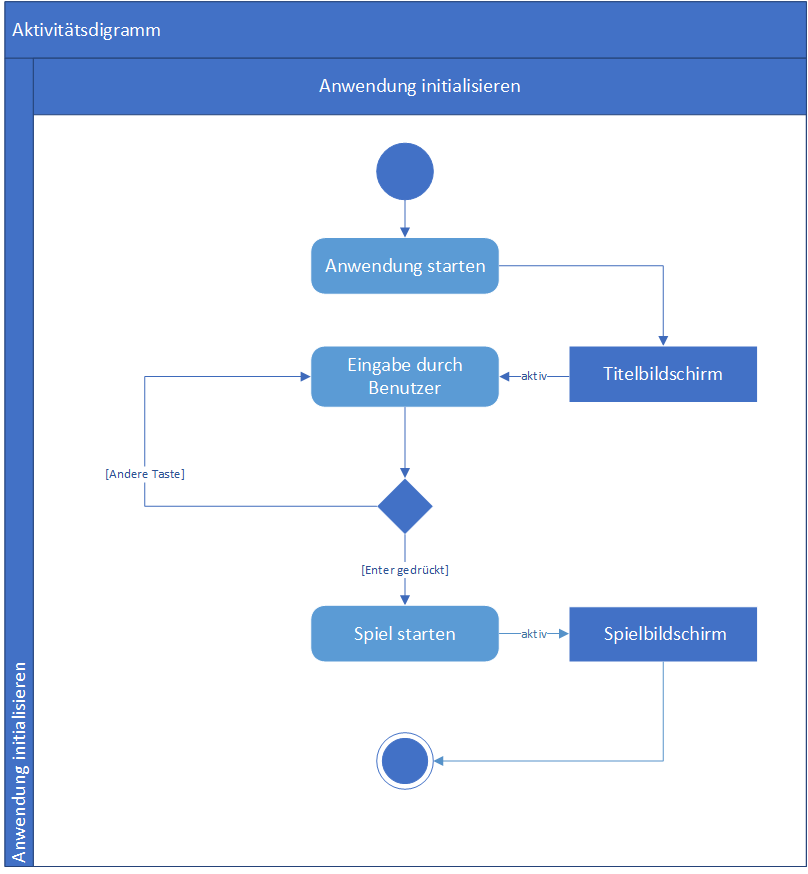 Aktivitätsdigramm
Anwendung initialisieren
Anwendung initialisieren
Anwendung starten
Eingabe durch
Benutzer
aktiv
Titelbildschirm
[Andere Taste]
[Enter gedrückt]
Spiel starten
aktiv
Spielbildschirm